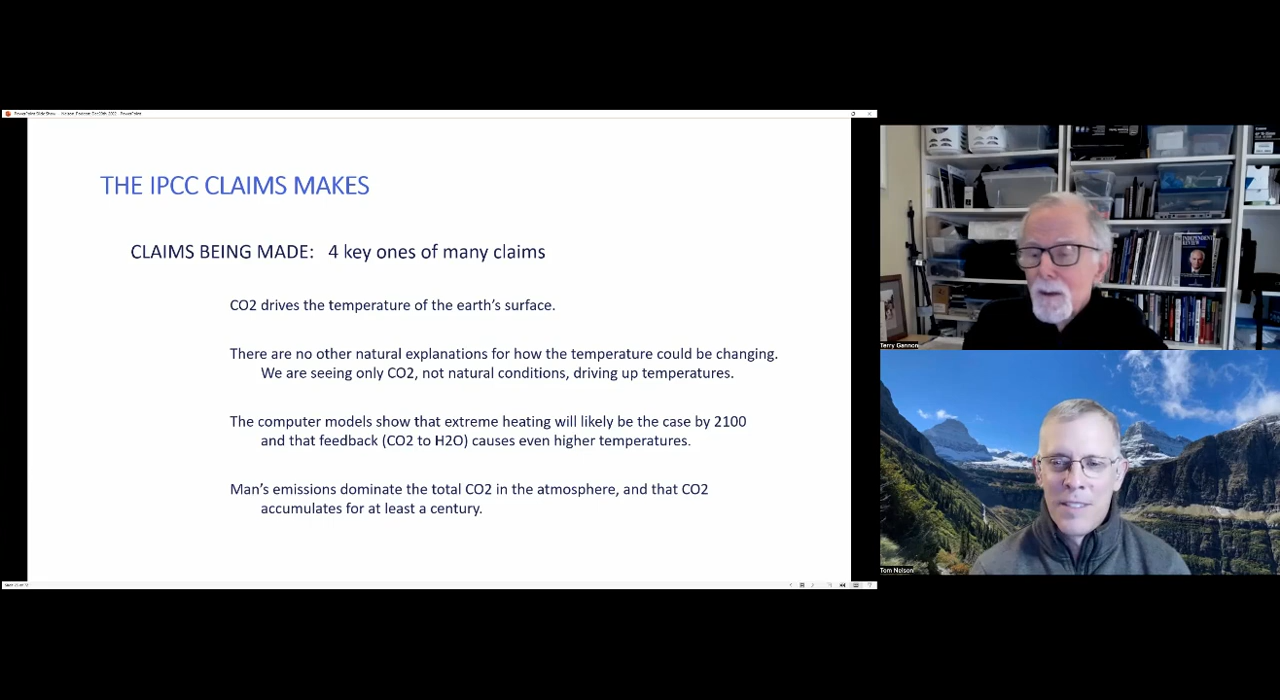 THE IPCC CLAIMS MAKES
CLAIMS BEING MADE: 4 key ones of many claims
CO2 drives the temperature of the earth's surface.
There are no other natural explanations for how the temperature could be changing.
We are seeing only CO2, not natural conditions, driving up temperatures.
The computer models show that extreme heating will likely be the case by 2100
and that feedback (CO2 to H2O) causes even higher temperatures.
Man's emissions dominate the total CO2 in the atmosphere, and that CO2
accumulates for at least a century.
INDEPENDENT
REVIEW
Terry Gannon
Tom Nelson